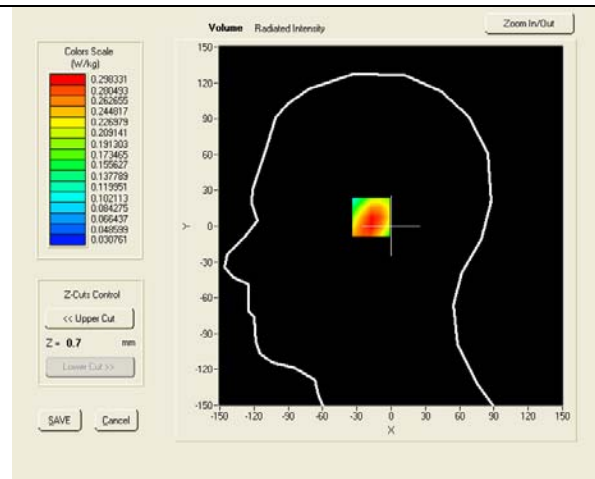 Volume Radiated Intensity
Zoom In/Out
Colors Scale
(W/kg)
0.298331
0.280493
0.262655
0.244817
0.226979
0.209141
0.191303
0.173465
0.155627
0.137789
0.119951
0.102113
0.084275
0.066437
0.048599
0.030761
Z-Cuts Control
<< Upper Cut
Z = 0.7 mm
Lower Cut >>
SAVE Cancel
150
120
90
60
30
0
-30
-60
-90
-120
-150
Y
-150 -120 -90 -60 -30 0 30 60 90 120 150
X